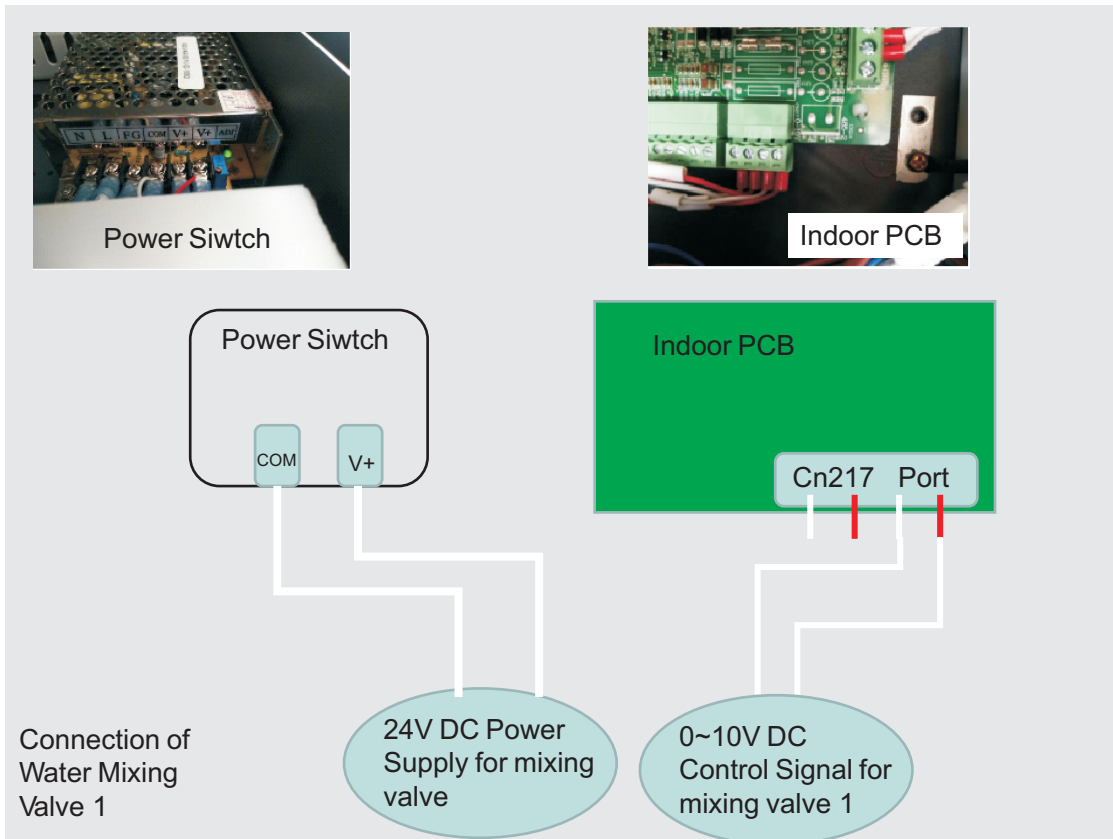 N L FG COM V+ V+ ADJ
Power Siwtch
Indoor PCB
Power Siwtch
COM
V+
Indoor PCB
Cn217 Port
24V DC Power
Supply for mixing
valve
0~10V DC
Control Signal for
mixing valve 1
Connection of
Water Mixing
Valve 1